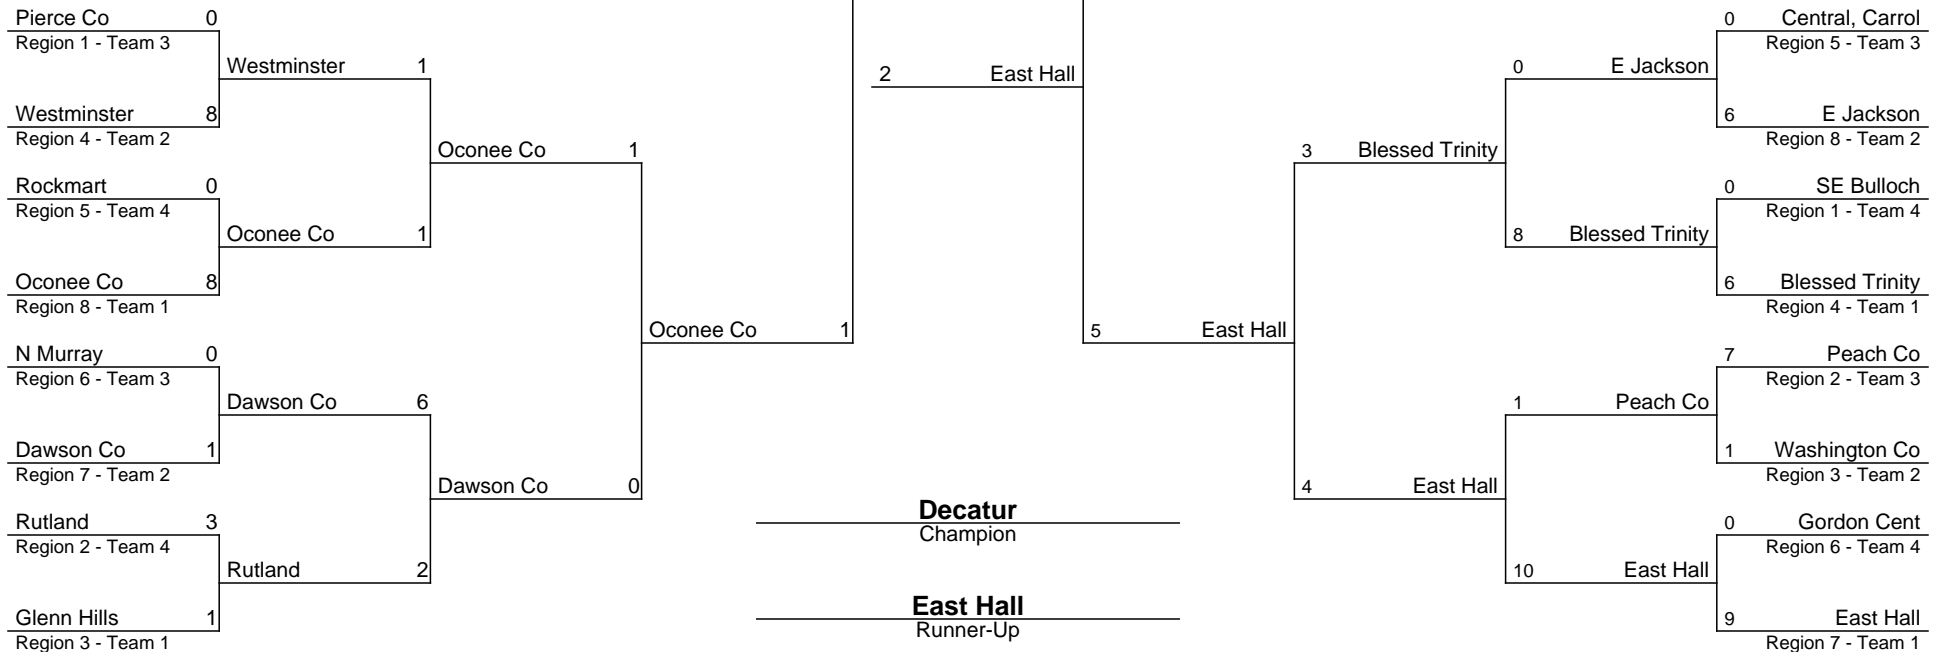 Pierce Co 0
Region 1 - Team 3
Westminster 1
Westminster 8
Region 4 - Team 2
Oconee Co 1
Rockmart 0
Region 5 - Team 4
Oconee Co 1
Oconee Co 8
Region 8 - Team 1
Oconee Co 1
N Murray 0
Region 6 - Team 3
Dawson Co 6
Dawson Co 1
Region 7 - Team 2
Dawson Co 0
Rutland 3
Region 2 - Team 4
Rutland 2
Glenn Hills 1
Region 3 - Team 1
2 East Hall
Decatur
Champion
East Hall
Runner-Up
0 Central, Carrol
Region 5 - Team 3
0 E Jackson
6 E Jackson
Region 8 - Team 2
3 Blessed Trinity
0 SE Bulloch
Region 1 - Team 4
8 Blessed Trinity
6 Blessed Trinity
Region 4 - Team 1
5 East Hall
7 Peach Co
Region 2 - Team 3
1 Peach Co
1 Washington Co
Region 3 - Team 2
4 East Hall
0 Gordon Cent
Region 6 - Team 4
10 East Hall
9 East Hall
Region 7 - Team 1